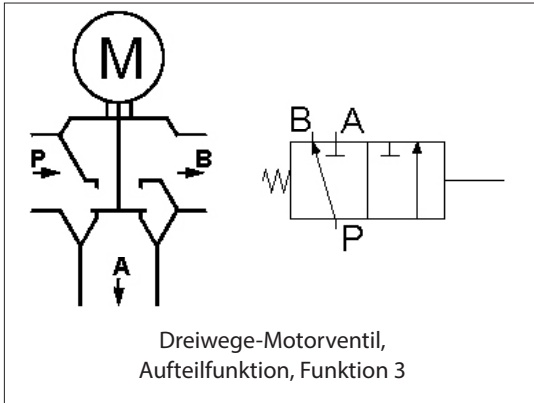 M
P
B
A
B A
P
Dreiwege-Motorventil,
Aufteilfunktion, Funktion 3